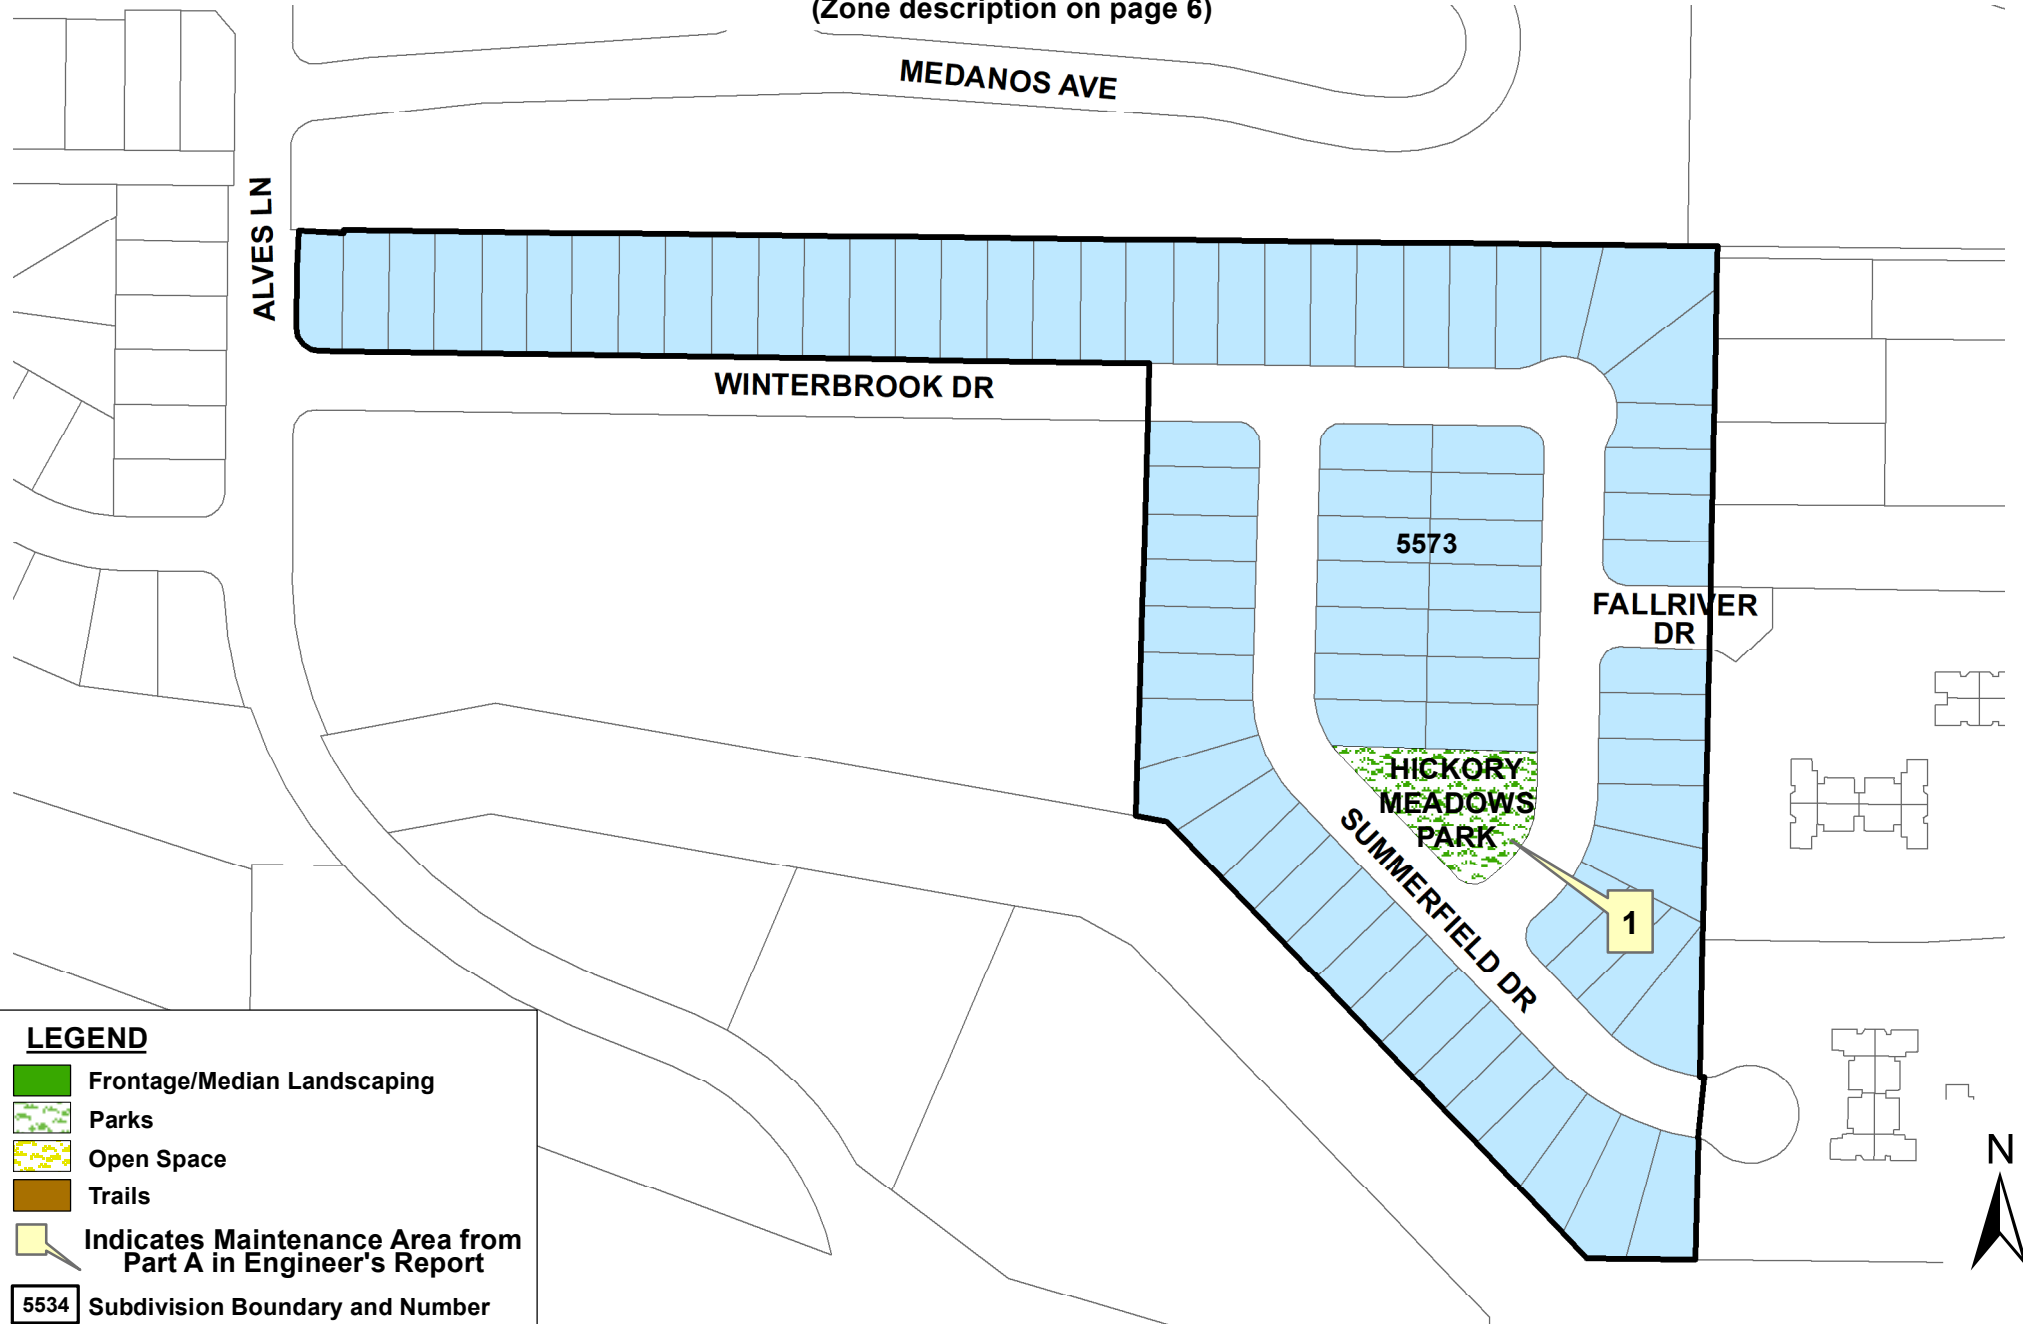 (Zone description on page 6)
MEDANOS AVE
ALVES LN
WINTERBROOK DR
5573
FALLRIVER
DR
HICKORY
MEADOWS
PARK
SUMMERFIELD DR
1
LEGEND
Frontage/Median Landscaping
Parks
Open Space
Trails
Indicates Maintenance Area from
Part A in Engineer's Report
5534 Subdivision Boundary and Number
N